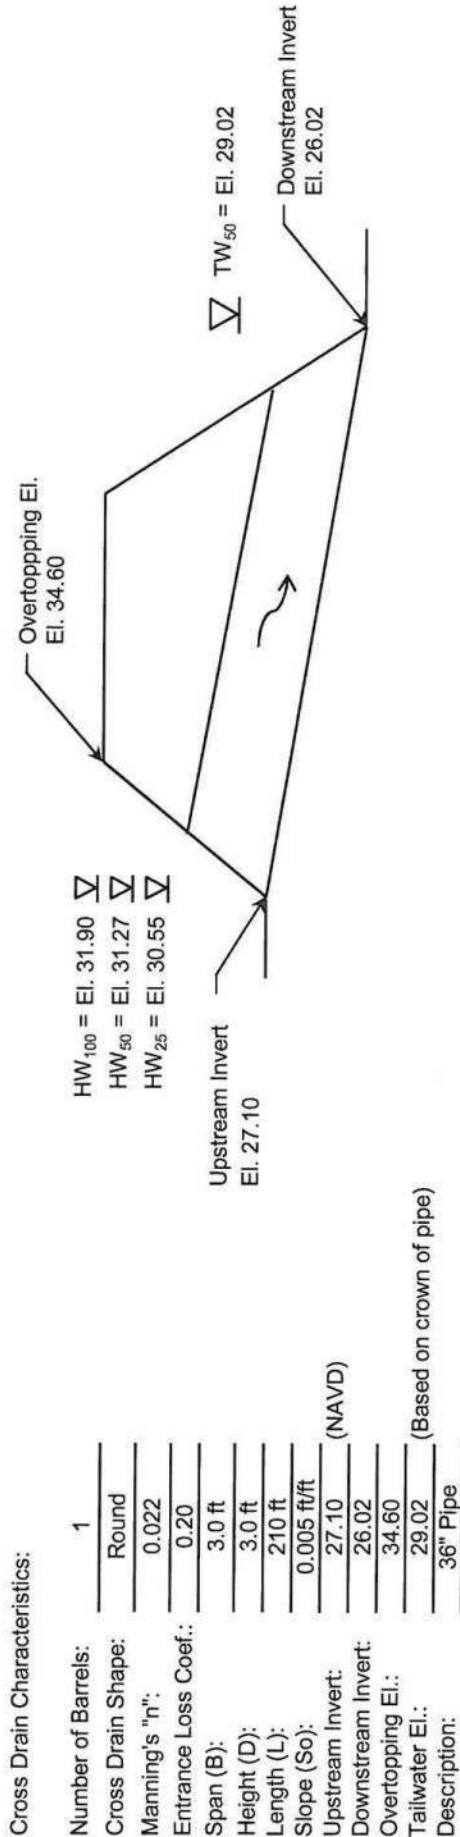 Cross Drain Characteristics:
Number of Barrels: 1
Cross Drain Shape: Round
Manning's "n": 0.022
Entrance Loss Coef.: 0.20
Span (B): 3.0 ft
Height (D): 3.0 ft
Length (L): 210 ft
Slope (So): 0.005 ft/ft
Upstream Invert: 27.10 (NAVD)
Downstream Invert: 26.02
Overtopping El.: 34.60
Tailwater El.: 29.02 (Based on crown of pipe)
Description: 36" Pipe
Overtoppping El.
El. 34.60
HW100 = El. 31.90
HW50 = El. 31.27
HW25 = El. 30.55
Upstream Invert
El. 27.10
TW50 = El. 29.02
Downstream Invert
El. 26.02